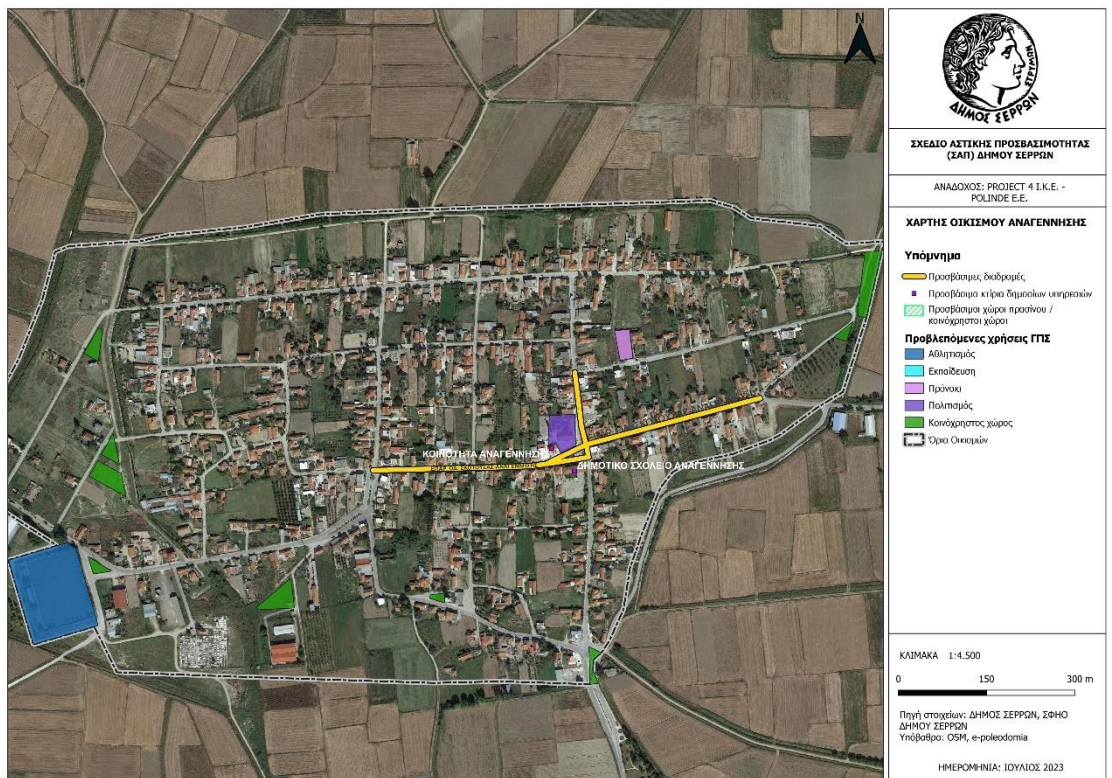 N
ΔΗΜΟΣ ΣΕΡΡΩΝ
ΣΤΡΥΜΩΝ
ΣΧΕΔΙΟ ΑΣΤΙΚΗΣ ΠΡΟΣΒΑΣΙΜΟΤΗΤΑΣ
(ΣΑΠ) ΔΗΜΟΥ ΣΕΡΡΩΝ
ΑΝΑΔΟΧΟΣ: PROJECT 4 Ι.Κ.Ε. -
POLINDE E.E.
ΧΑΡΤΗΣ ΟΙΚΙΣΜΟΥ ΑΝΑΓΕΝΝΗΣΗΣ
Υπόμνημα
Προσβάσιμες διαδρομές
Προσβάσιμα κτίρια δημοσίων υπηρεσιών
Προσβάσιμοι χώροι πρασίνου /
κοινόχρηστοι χώροι
Προβλεπόμενες χρήσεις ΓΠΣ
Αθλητισμός
Εκπαίδευση
Πρόνοια
Πολιτισμός
Κοινόχρηστος χώρος
Όρια Οικισμών
ΚΟΙΝΟΤΗΤΑ ΑΝΑΓΕΝΝΗΣΗΣ
ΔΗΜΟΤΙΚΟ ΣΧΟΛΕΙΟ ΑΝΑΓΕΝΝΗΣΗΣ
ΚΛΙΜΑΚΑ 1:4.500
0 150 300 m
Πηγή στοιχείων: ΔΗΜΟΣ ΣΕΡΡΩΝ, ΣΦΗΟ
ΔΗΜΟΥ ΣΕΡΡΩΝ
Υπόβαθρο: OSM, e-poleodomia
ΗΜΕΡΟΜΗΝΙΑ: ΙΟΥΛΙΟΣ 2023